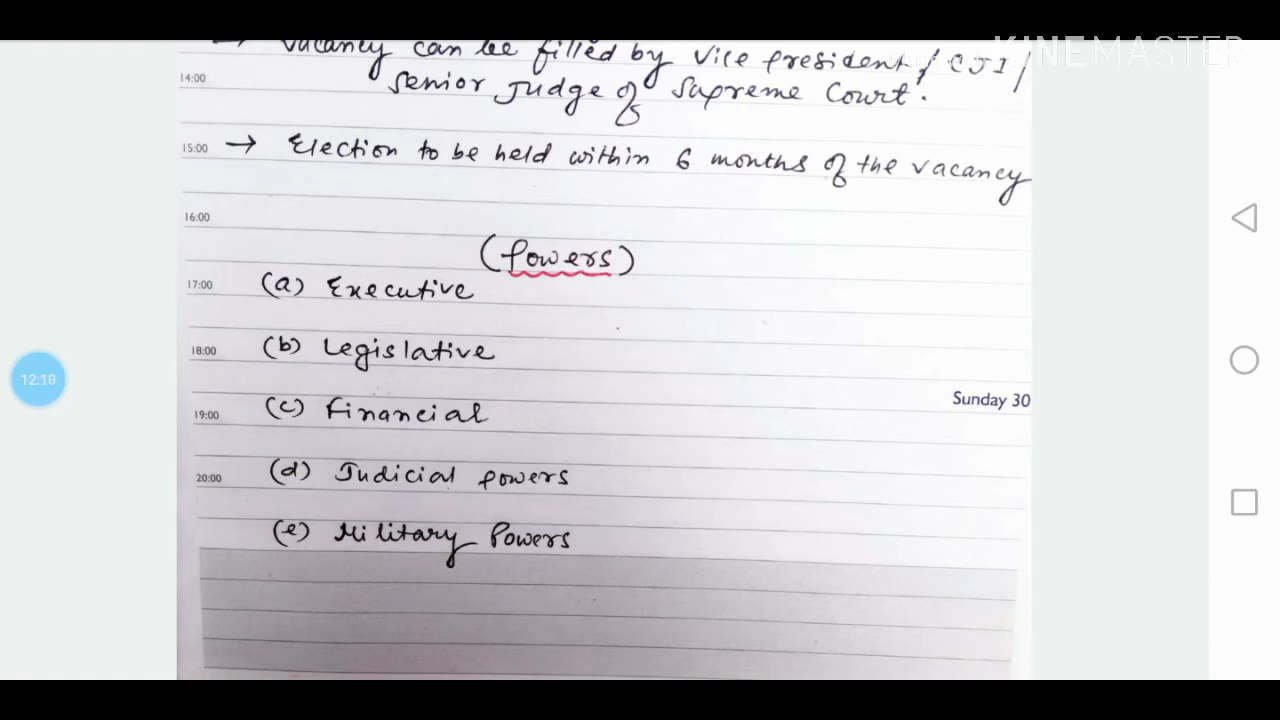 → Vacancy can be filled by Vice president / CJI /
KINEMASTER
14:00
Senior Judge of Supreme Court.
15:00 → Election to be held within 6 months of the vacancy
16:00
(Powers)
17:00 (a) Executive
18:00 (b) Legislative
12:10
Sunday 30
19:00 (c) Financial
20:00 (d) Judicial powers
(e) Military Powers